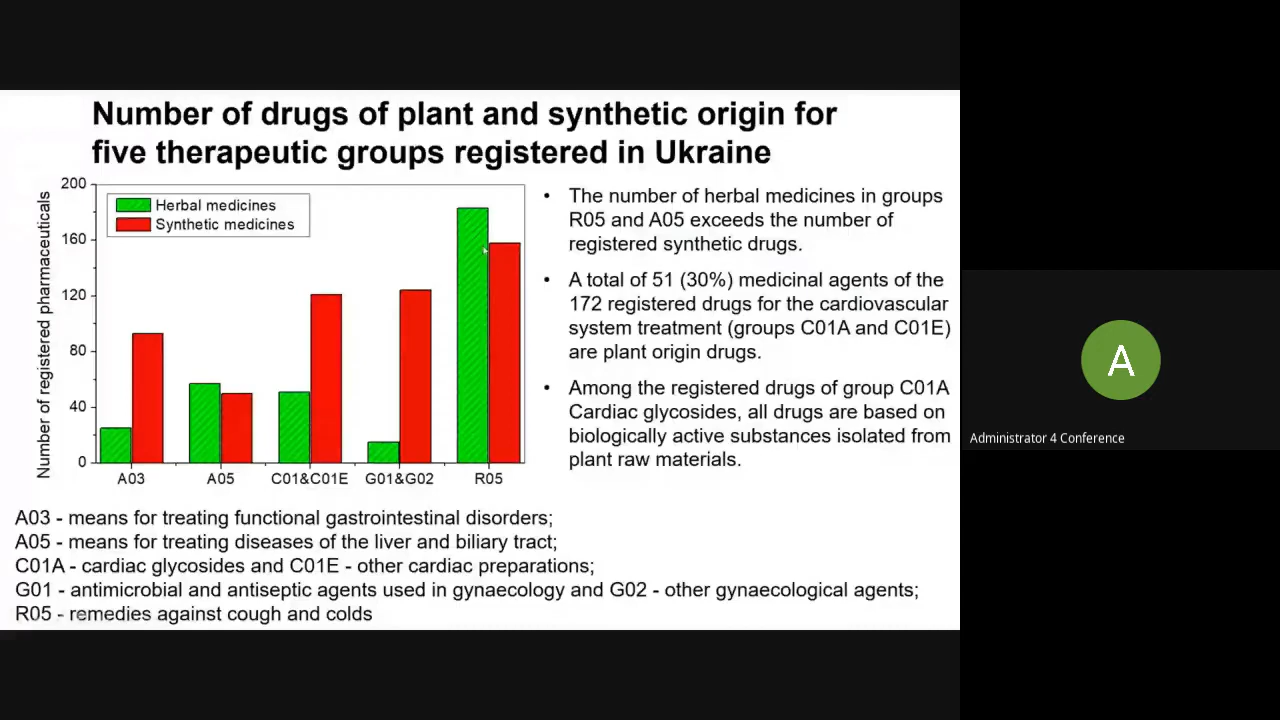 Number of drugs of plant and synthetic origin for
five therapeutic groups registered in Ukraine
Number of registered pharmaceuticals
200
160
120
80
40
0
Herbal medicines
Synthetic medicines
A03
A05
C01&C01E
G01&G02
R05
• The number of herbal medicines in groups
R05 and A05 exceeds the number of
registered synthetic drugs.
• A total of 51 (30%) medicinal agents of the
172 registered drugs for the cardiovascular
system treatment (groups C01A and C01E)
are plant origin drugs.
• Among the registered drugs of group C01A
Cardiac glycosides, all drugs are based on
biologically active substances isolated from
plant raw materials.
A03 - means for treating functional gastrointestinal disorders;
A05 - means for treating diseases of the liver and biliary tract;
C01A - cardiac glycosides and C01E - other cardiac preparations;
G01 - antimicrobial and antiseptic agents used in gynaecology and G02 - other gynaecological agents;
R05 - remedies against cough and colds
A
Administrator 4 Conference